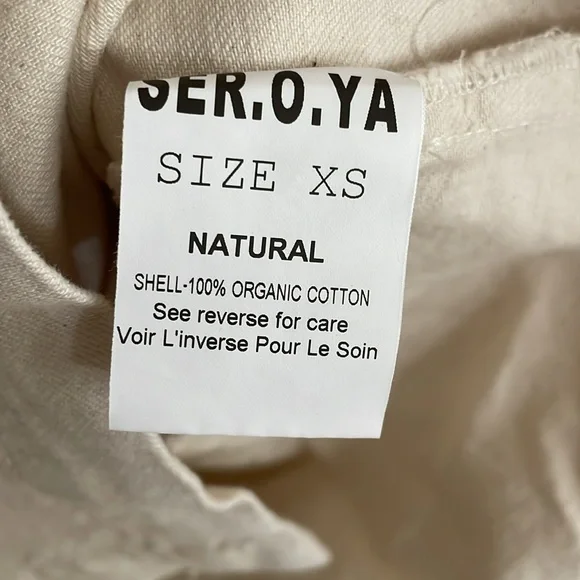 SER.O.YA
SIZE XS
NATURAL
SHELL-100% ORGANIC COTTON
See reverse for care
Voir L'inverse Pour Le Soin